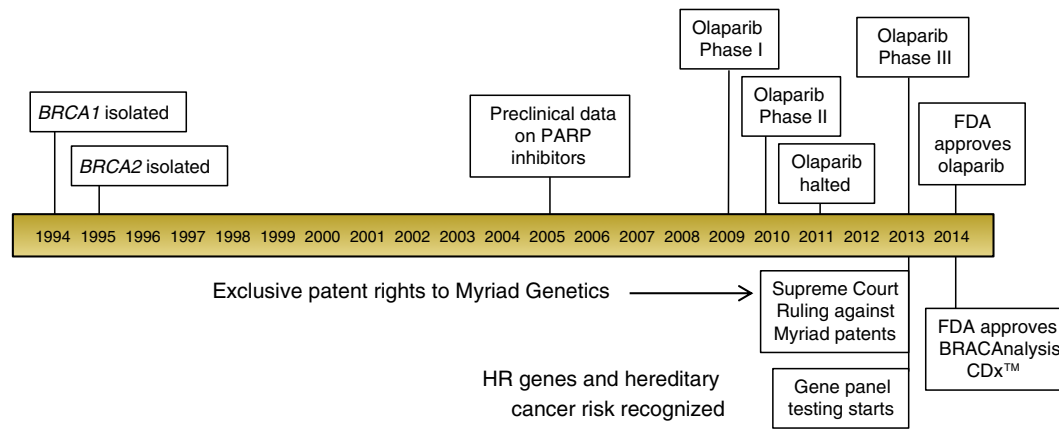 BRCA1 isolated
BRCA2 isolated
Preclinical data
on PARP
inhibitors
Olaparib
Phase I
Olaparib
Phase II
Olaparib
halted
Olaparib
Phase III
FDA
approves
olaparib
1994 1995 1996 1997 1998 1999 2000 2001 2002 2003 2004 2005 2006 2007 2008 2009 2010 2011 2012 2013 2014
Exclusive patent rights to Myriad Genetics
Supreme Court
Ruling against
Myriad patents
FDA approves
BRACAnalysis
CDx™
HR genes and hereditary
cancer risk recognized
Gene panel
testing starts